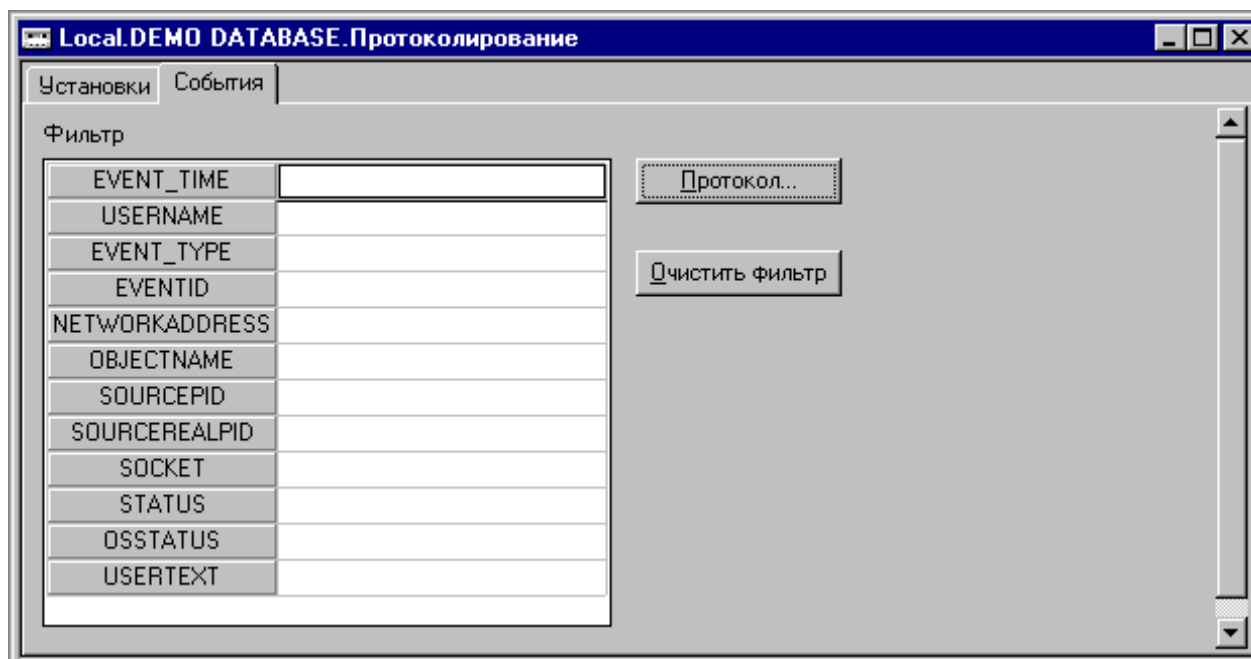 Local.DEMO DATABASE.Протоколирование
Установки События
Фильтр
EVENT_TIME
Протокол...
USERNAME
EVENT_TYPE
Очистить фильтр
EVENTID
NETWORKADDRESS
OBJECTNAME
SOURCEPID
SOURCEREALPID
SOCKET
STATUS
OSSTATUS
USERTEXT